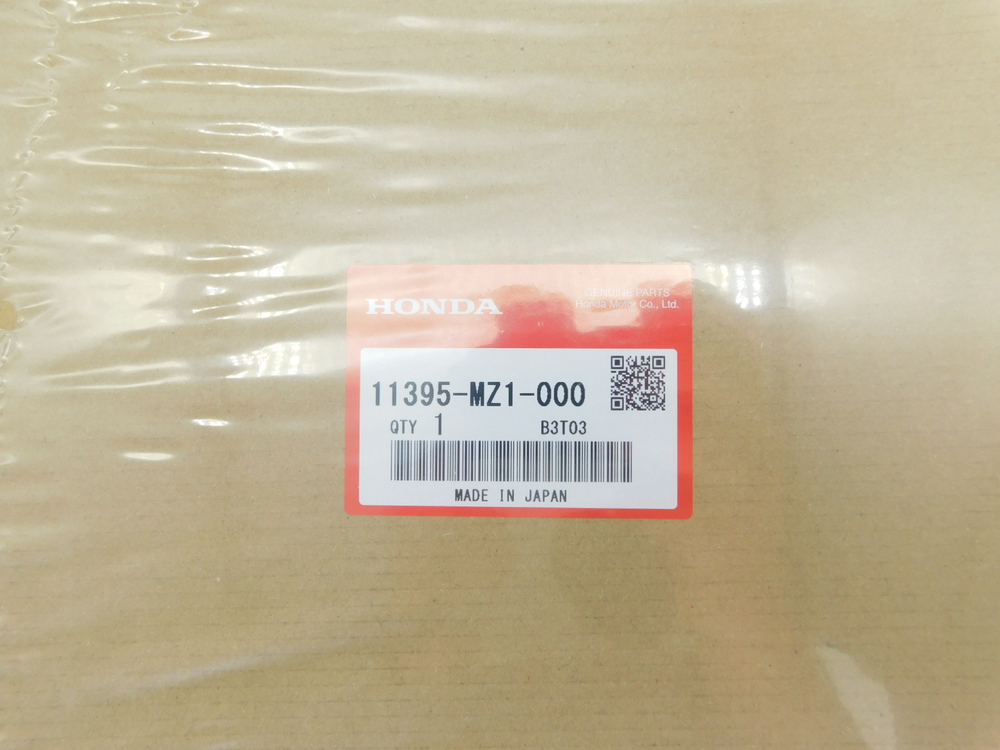 HONDA
GENUINE PARTS
Honda Motor Co., Ltd.
11395-MZ1-000
QTY 1 B3T03
MADE IN JAPAN